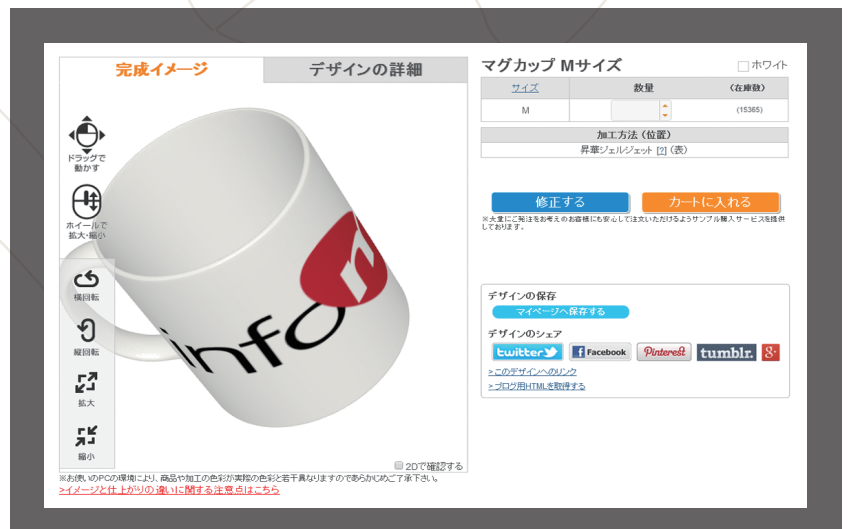 完成イメージ
デザインの詳細
ドラッグで
動かす
ホイールで
拡大・縮小
横回転
縦回転
拡大
縮小
info
n
2Dで確認する
※お使いのPCの環境により、商品や加工の色彩が実際の色彩と若干異なりますのであらかじめご了承下さい。
>イメージと仕上がりの違いに関する注意点はこちら
マグカップ Mサイズ
ホワイト
サイズ 数量 (在庫数)
M (15365)
加工方法(位置)
昇華ジェルジェット [?] (表)
修正する
カートに入れる
※大量にご発注をお考えのお客様にも安心して注文いただけるようサンプル購入サービスを提供
しております。
デザインの保存
マイページへ保存する
デザインのシェア
twitter Facebook Pinterest tumblr. 8+
>このデザインへのリンク
>ブログ用HTMLを取得する